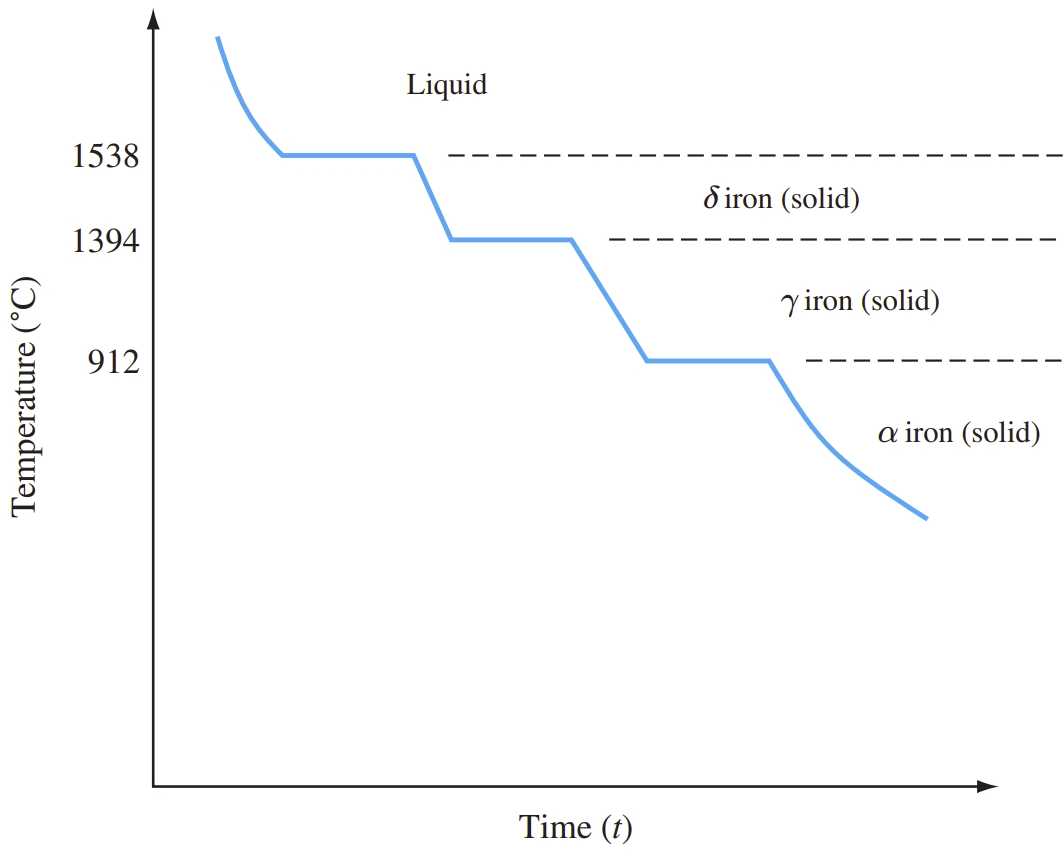 Liquid
1538
δ iron (solid)
1394
γ iron (solid)
912
α iron (solid)
Temperature (°C)
Time (t)